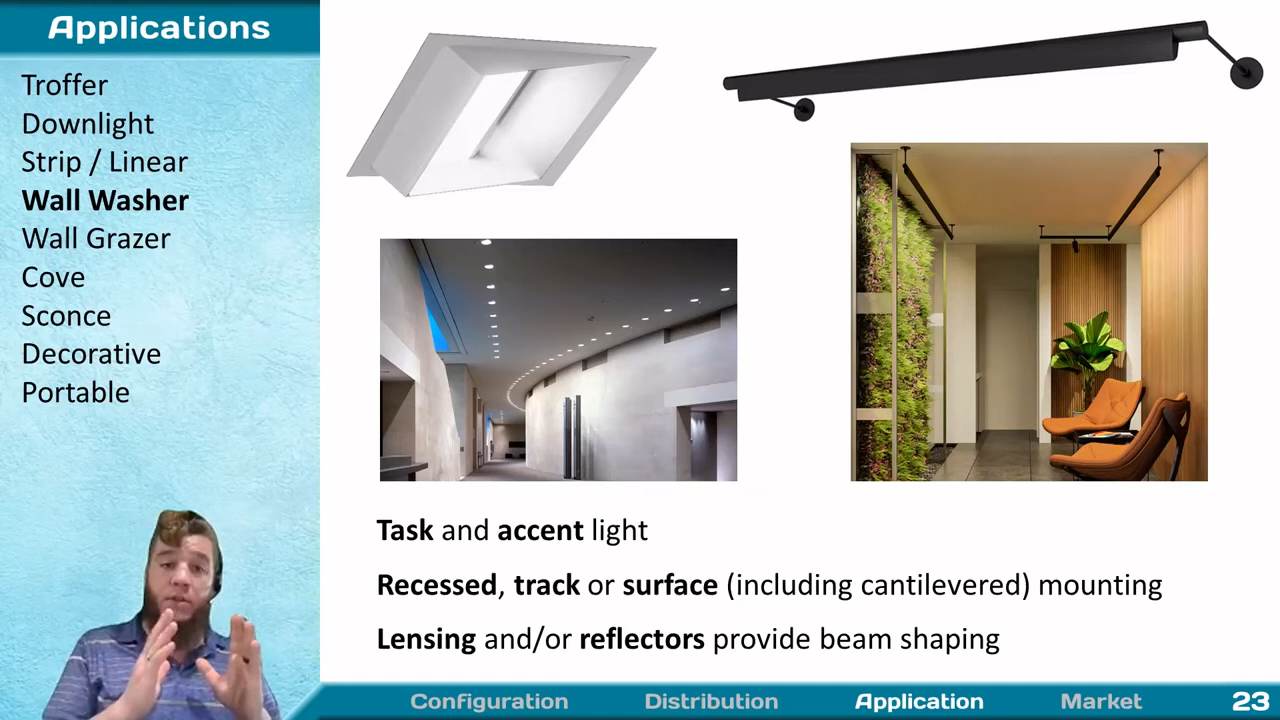 Applications
Troffer
Downlight
Strip / Linear
Wall Washer
Wall Grazer
Cove
Sconce
Decorative
Portable
Task and accent light
Recessed, track or surface (including cantilevered) mounting
Lensing and/or reflectors provide beam shaping
Configuration Distribution Application Market 23